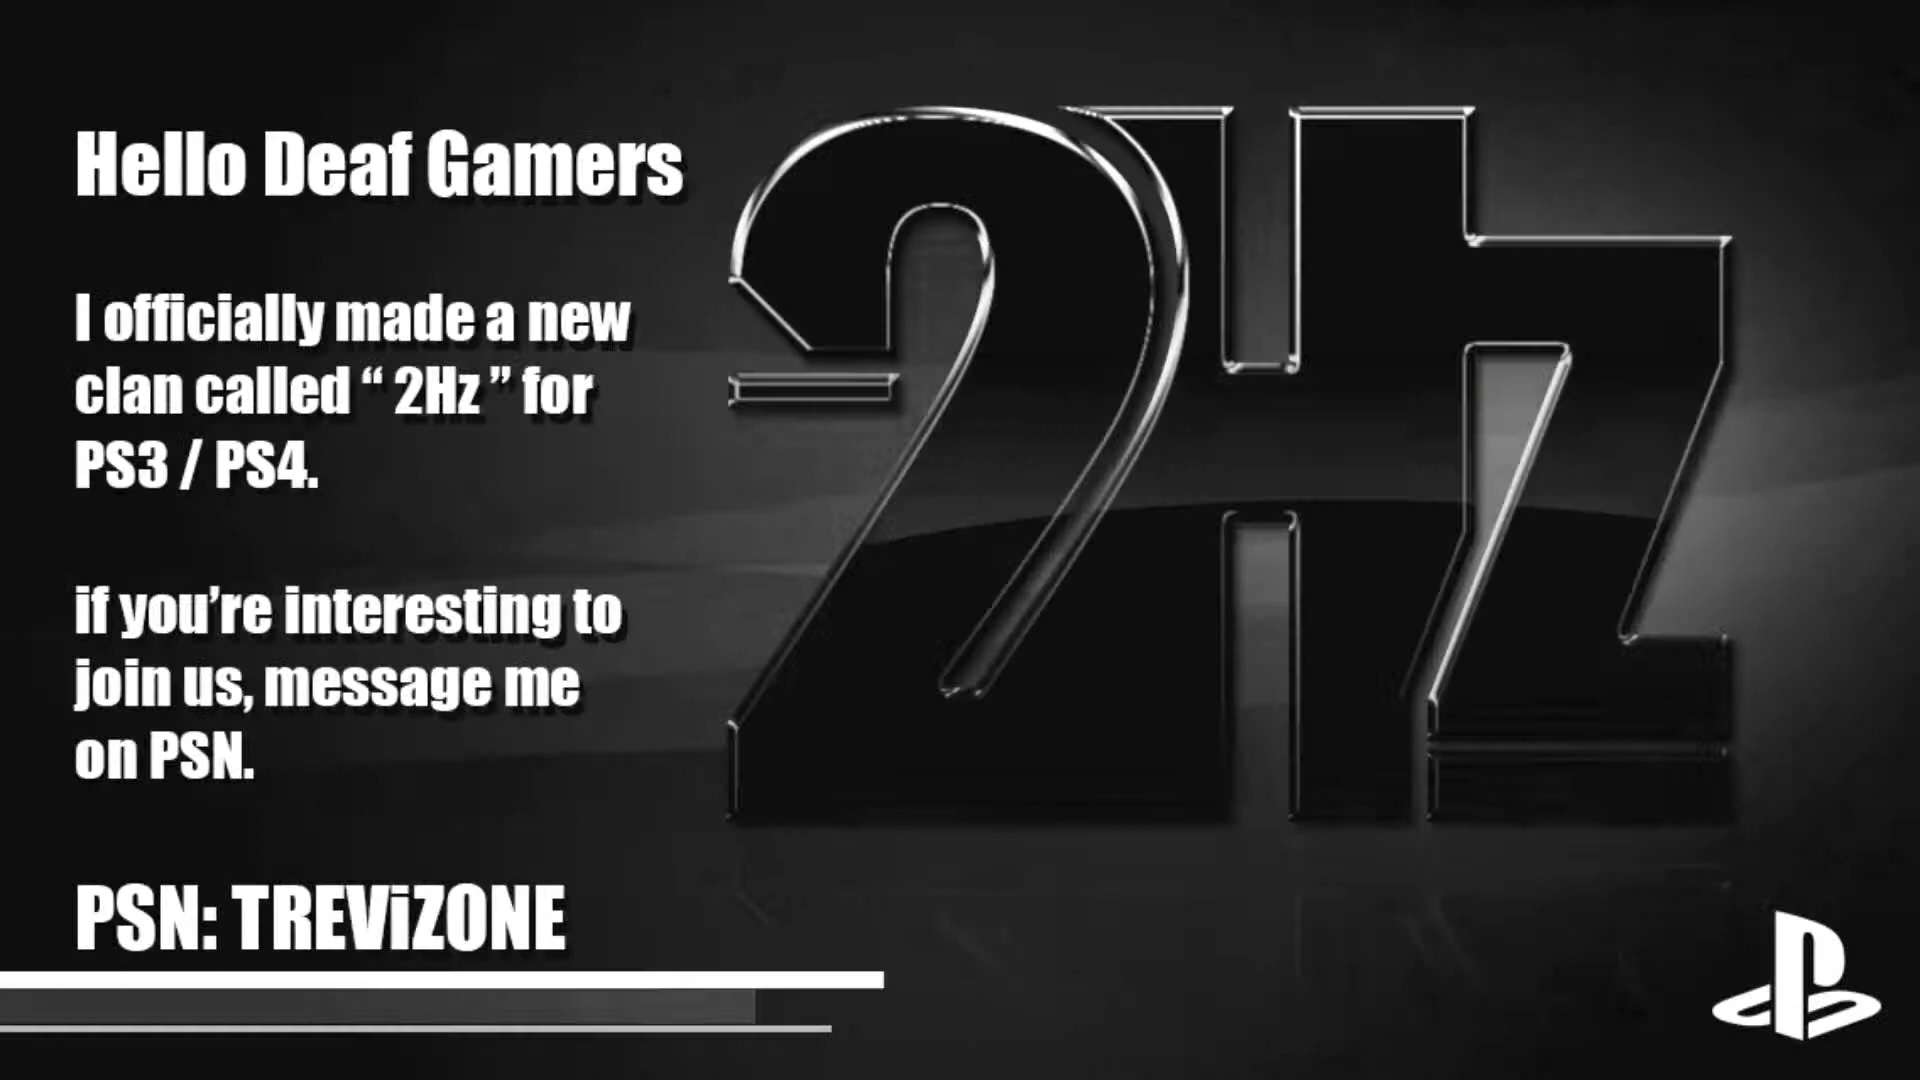 Hello Deaf Gamers
I officially made a new
clan called “ 2Hz ” for
PS3 / PS4.
if you’re interesting to
join us, message me
on PSN.
PSN: TREViZONE
2Hz